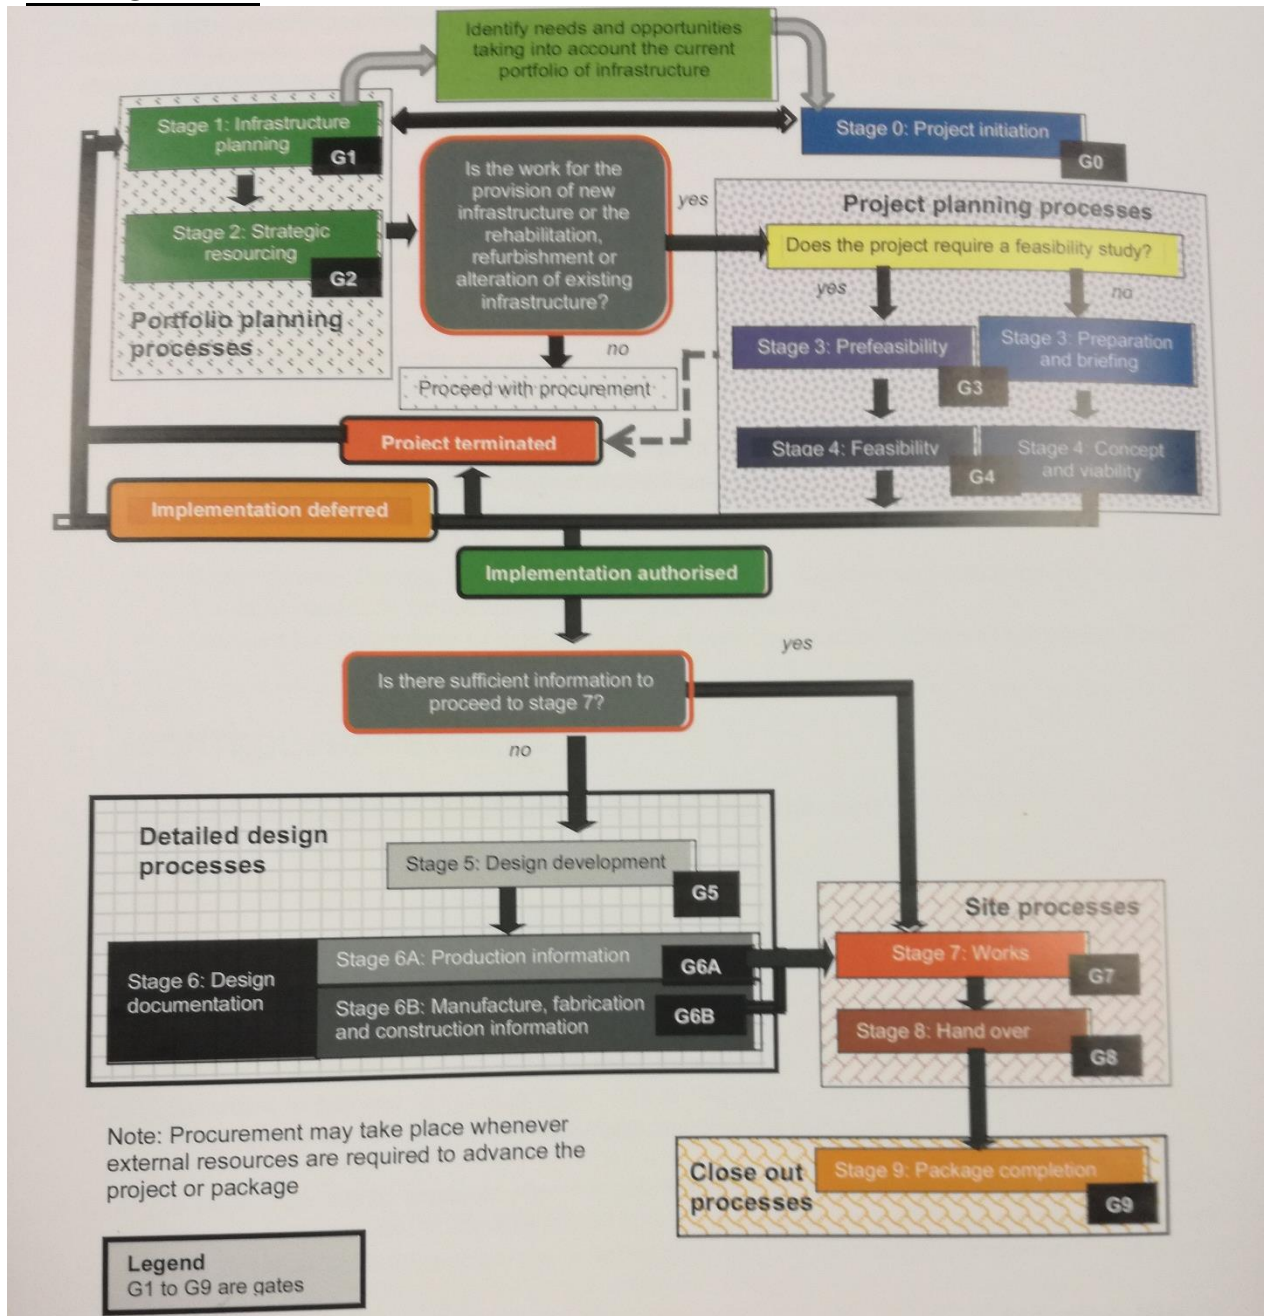 Identify needs and opportunities
taking into account the current
portfolio of infrastructure
Stage 1: Infrastructure
planning
G1
Stage 0: Project initiation
G0
Is the work for the
provision of new
infrastructure or the
rehabilitation,
refurbishment or
alteration of existing
infrastructure?
yes
Stage 2: Strategic
resourcing
G2
Portfolio planning
processes
no
Proceed with procurement
Project planning processes
Does the project require a feasibility study?
yes
no
Stage 3: Prefeasibility
G3
Stage 3: Preparation
and briefing
Stage 4: Feasibility
G4
Stage 4: Concept
and viability
Project terminated
Implementation deferred
Implementation authorised
Is there sufficient information to
proceed to stage 7?
yes
no
Detailed design
processes
Stage 5: Design development
G5
Stage 6: Design
documentation
Stage 6A: Production information
G6A
Stage 6B: Manufacture, fabrication
and construction information
G6B
Site processes
Stage 7: Works
G7
Stage 8: Hand over
G8
Close out
processes
Stage 9: Package completion
G9
Note: Procurement may take place whenever
external resources are required to advance the
project or package
Legend
G1 to G9 are gates